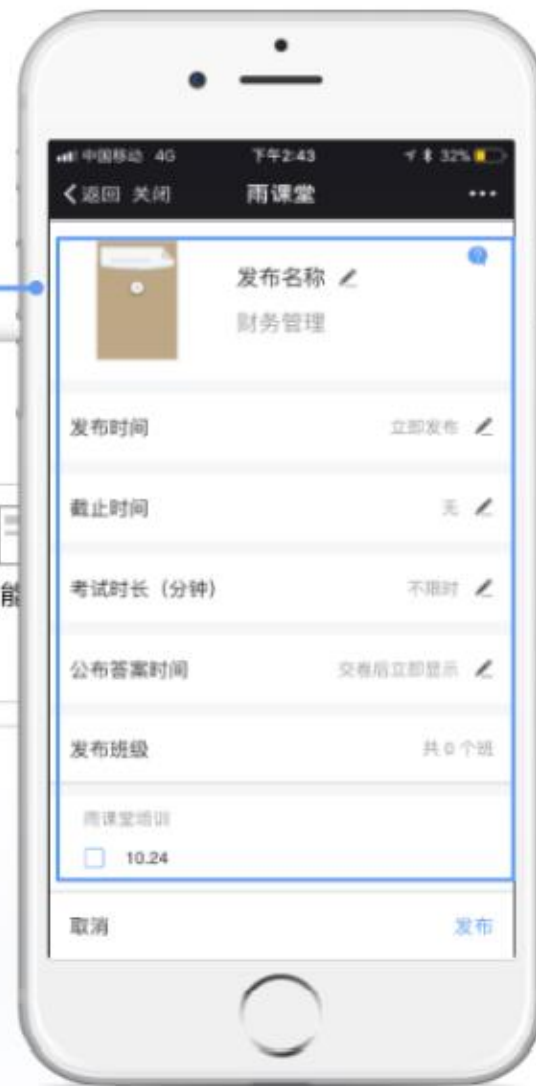 中国移动 4G 下午2:43 32%
返回 关闭 雨课堂
发布名称
财务管理
发布时间 立即发布
截止时间 无
能
考试时长（分钟） 不限时
公布答案时间 交卷后立即显示
发布班级 共 0 个班
雨课堂培训
10.24
取消 发布